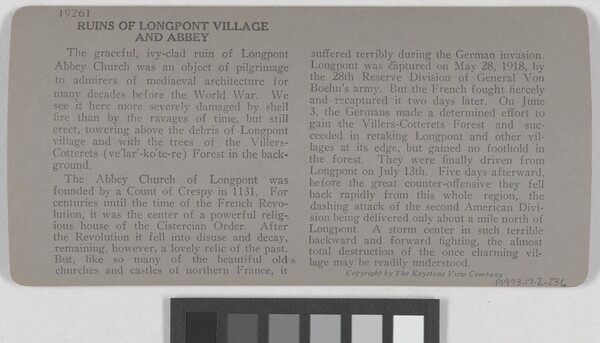 19261
RUINS OF LONGPONT VILLAGE
AND ABBEY
The graceful, ivy-clad ruin of Longpont
Abbey Church was an object of pilgrimage
to admirers of mediaeval architecture for
many decades before the World War. We
see it here more severely damaged by shell
fire than by the ravages of time, but still
erect, towering above the debris of Longpont
village and with the trees of the Villers-
Cotterets (ve'lar'-ko'te-re) Forest in the back-
ground.
The Abbey Church of Longpont was
founded by a Count of Crespy in 1131. For
centuries until the time of the French Revo-
lution, it was the center of a powerful relig-
ious house of the Cistercian Order. After
the Revolution it fell into disuse and decay,
remaining, however, a lovely relic of the past.
But, like so many of the beautiful old
churches and castles of northern France, it
suffered terribly during the German invasion.
Longpont was captured on May 28, 1918, by
the 28th Reserve Division of General Von
Boehn's army. But the French fought fiercely
and recaptured it two days later. On June
3, the Germans made a determined effort to
gain the Villers-Cotterets Forest and suc-
ceeded in retaking Longpont and other vil-
lages at its edge, but gained no foothold in
the forest. They were finally driven from
Longpont on July 13th. Five days afterward,
before the great counter-offensive they fell
back rapidly from this whole region, the
dashing attack of the second American Divi-
sion being delivered only about a mile north of
Longpont. A storm center in such terrible
backward and forward fighting, the almost
total destruction of the once charming vil-
lage may be readily understood.
Copyright by The Keystone View Company
P1993.19.2-236